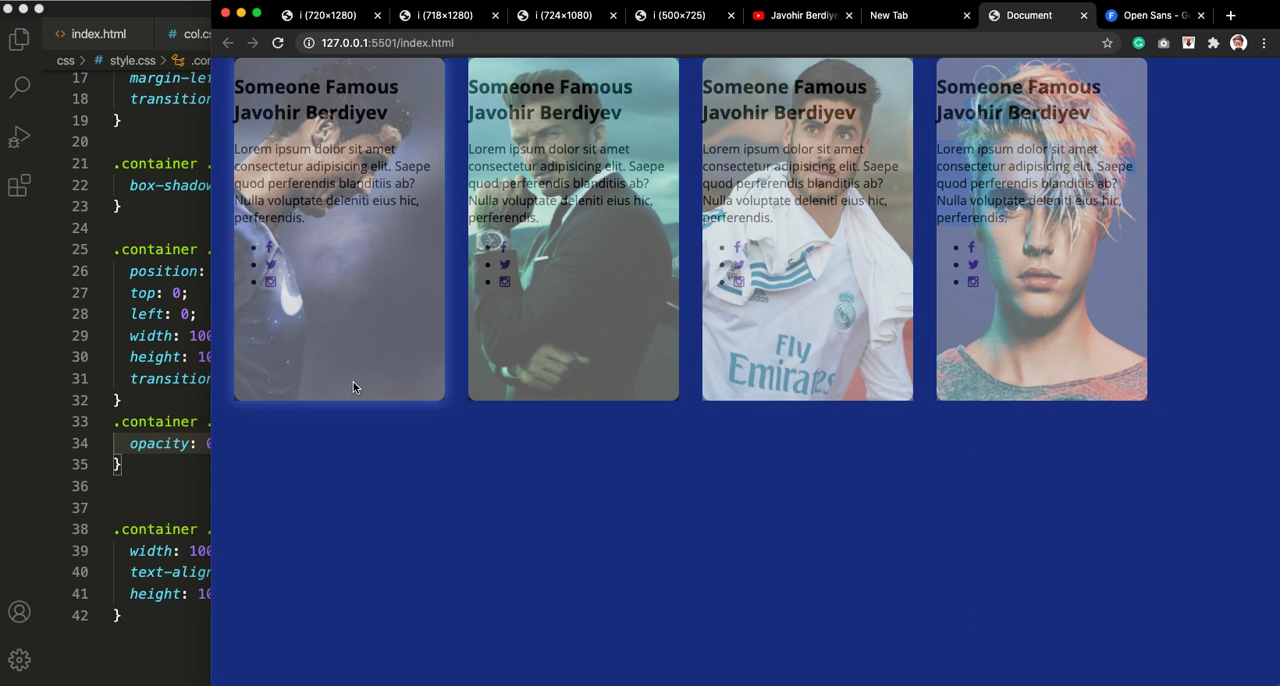 i (720×1280)
i (718×1280)
i (724×1080)
i (500×725)
Javohir Berdiye
New Tab
Document
Open Sans - G
127.0.0.1:5501/index.html
index.html
col.cs
css > # style.css > .con
17 margin-lef
18 transition
19 }
20
21 .container .
22 box-shadow
23 }
24
25 .container .
26 position:
27 top: 0;
28 left: 0;
29 width: 100
30 height: 10
31 transition
32 }
33 .container .
34 opacity: 0
35 }
36
37
38 .container .
39 width: 100
40 text-align
41 height: 10
42 }
Someone Famous
Javohir Berdiyev
Lorem ipsum dolor sit amet
consectetur adipisicing elit. Saepe
quod perferendis blanditiis ab?
Nulla voluptate deleniti eius hic,
perferendis.
Someone Famous
Javohir Berdiyev
Lorem ipsum dolor sit amet
consectetur adipisicing elit. Saepe
quod perferendis blanditiis ab?
Nulla voluptate deleniti eius hic,
perferendis.
Someone Famous
Javohir Berdiyev
Lorem ipsum dolor sit amet
consectetur adipisicing elit. Saepe
quod perferendis blanditiis ab?
Nulla voluptate deleniti eius hic,
perferendis.
adidas
Fly
Emirates
Someone Famous
Javohir Berdiyev
Lorem ipsum dolor sit amet
consectetur adipisicing elit. Saepe
quod perferendis blanditiis ab?
Nulla voluptate deleniti eius hic,
perferendis.